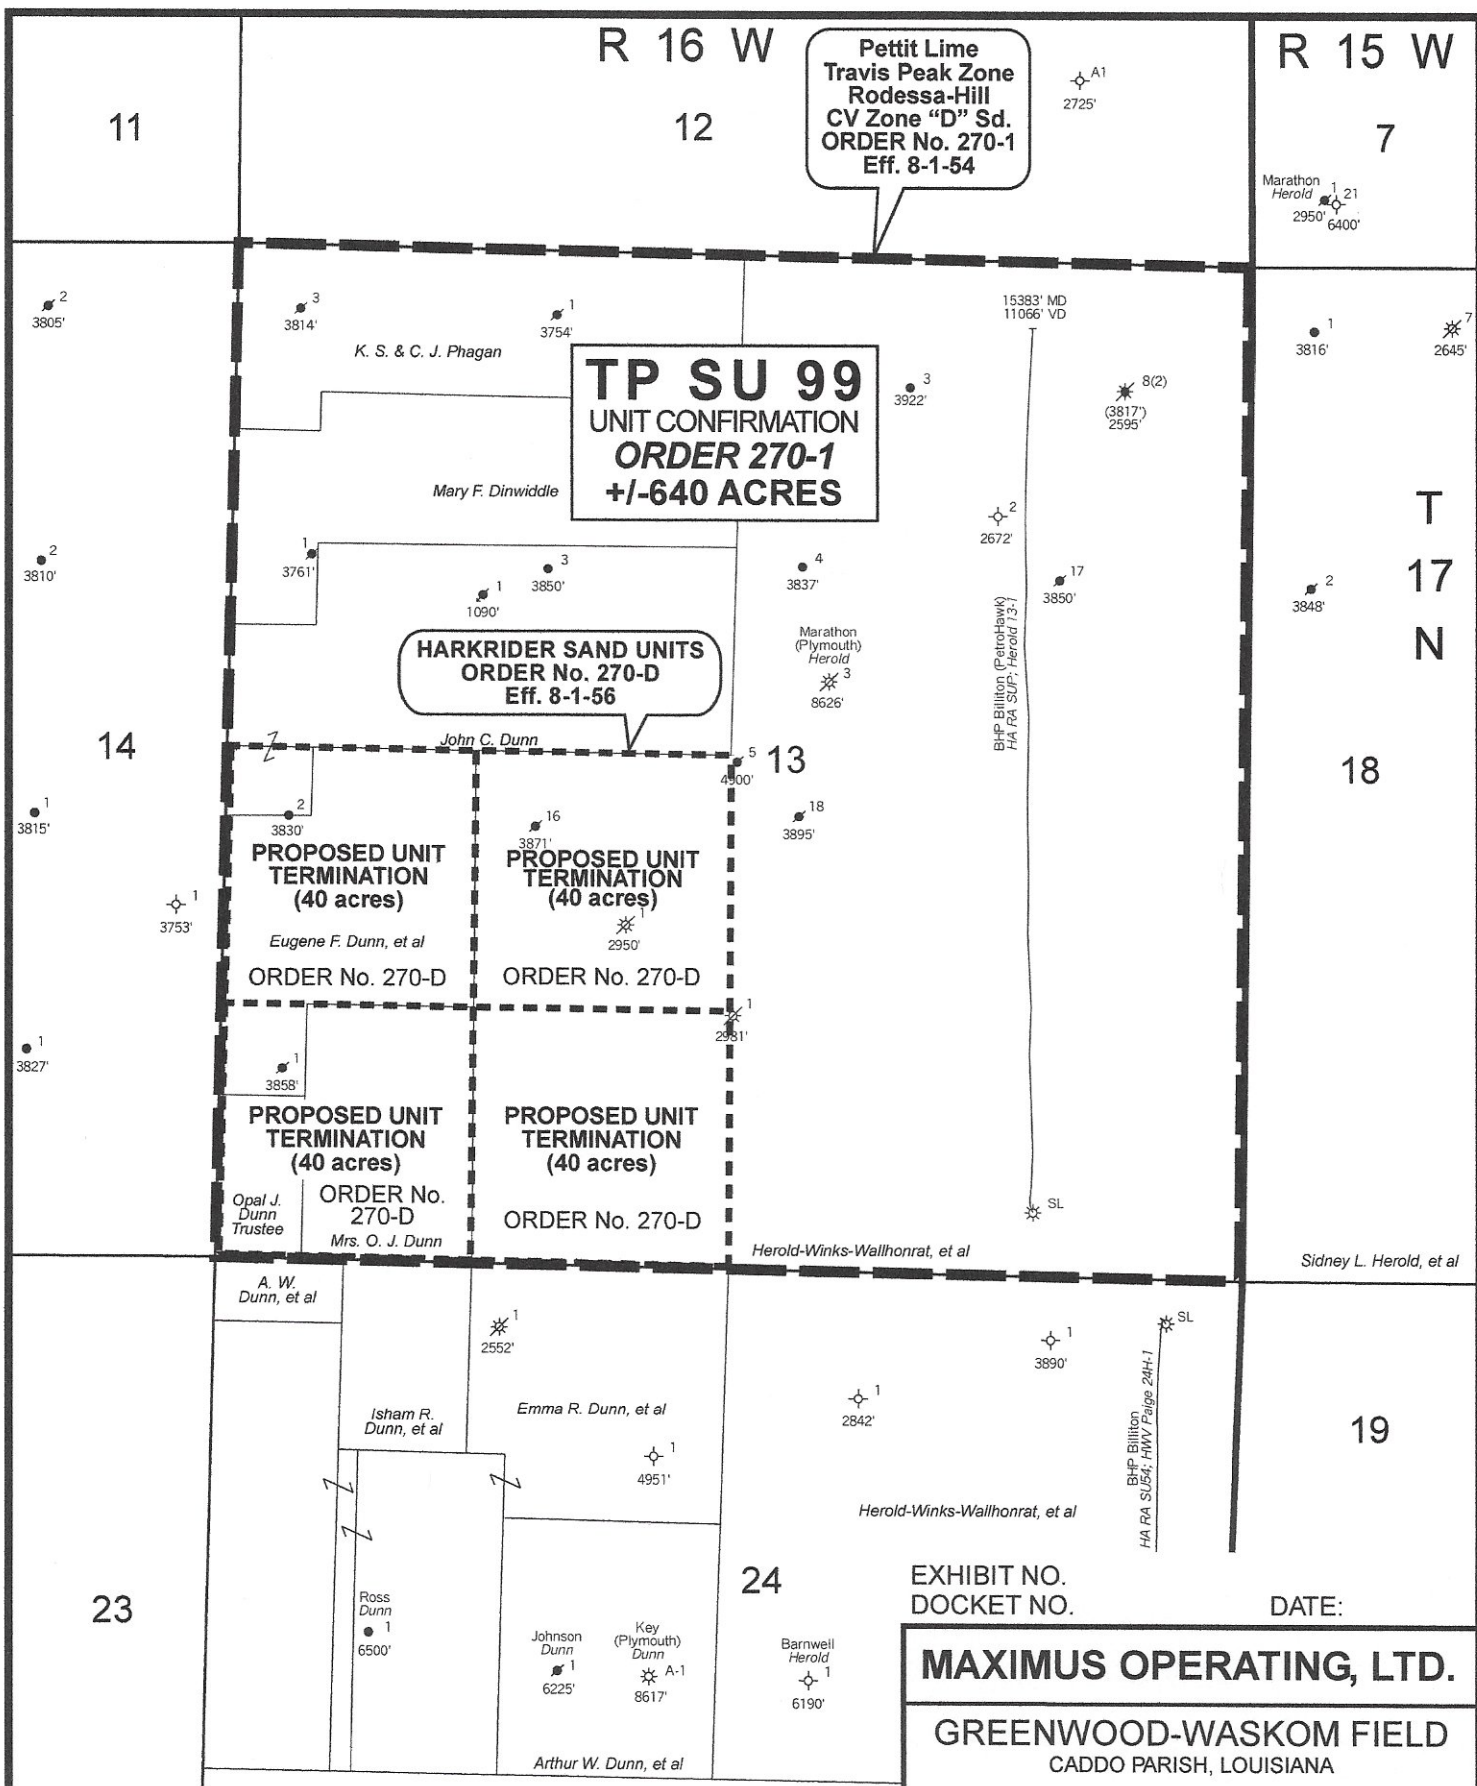 R 16 W
R 15 W
Pettit Lime
Travis Peak Zone
Rodessa-Hill
CV Zone “D” Sd.
ORDER No. 270-1
Eff. 8-1-54
A1
2725'
11
12
7
Marathon
Herold
1
21
2950'
6400'
2
3805'
3
3814'
1
3754'
K. S. & C. J. Phagan
15383' MD
11066' VD
1
3816'
7
2645'
TP SU 99
UNIT CONFIRMATION
ORDER 270-1
+/-640 ACRES
3
3922'
8(2)
(3817')
2595'
Mary F. Dinwiddle
2
2672'
T
17
N
2
3810'
1
3761'
3
3850'
1
1090'
4
3837'
17
3850'
2
3848'
Marathon
(Plymouth)
Herold
3
8626'
BHP Billiton (PetroHawk)
HA RA SUP; Herold 13-1
HARKRIDER SAND UNITS
ORDER No. 270-D
Eff. 8-1-56
John C. Dunn
14
5
4900'
13
18
1
3815'
2
3830'
16
3871'
18
3895'
PROPOSED UNIT
TERMINATION
(40 acres)
Eugene F. Dunn, et al
ORDER No. 270-D
PROPOSED UNIT
TERMINATION
(40 acres)
1
2950'
ORDER No. 270-D
1
3753'
1
2981'
1
3827'
1
3858'
PROPOSED UNIT
TERMINATION
(40 acres)
ORDER No.
270-D
Opal J.
Dunn
Trustee
Mrs. O. J. Dunn
PROPOSED UNIT
TERMINATION
(40 acres)
ORDER No. 270-D
SL
Herold-Winks-Wallhonrat, et al
Sidney L. Herold, et al
A. W.
Dunn, et al
1
2552'
1
3890'
SL
Isham R.
Dunn, et al
Emma R. Dunn, et al
1
2842'
BHP Billiton
HA RA SU54; HWV Paige 24H-1
19
1
4951'
Herold-Winks-Wallhonrat, et al
23
24
Ross
Dunn
1
6500'
Johnson
Dunn
1
6225'
Key
(Plymouth)
Dunn
A-1
8617'
Barnwell
Herold
1
6190'
Arthur W. Dunn, et al
EXHIBIT NO.
DOCKET NO.
DATE:
MAXIMUS OPERATING, LTD.
GREENWOOD-WASKOM FIELD
CADDO PARISH, LOUISIANA